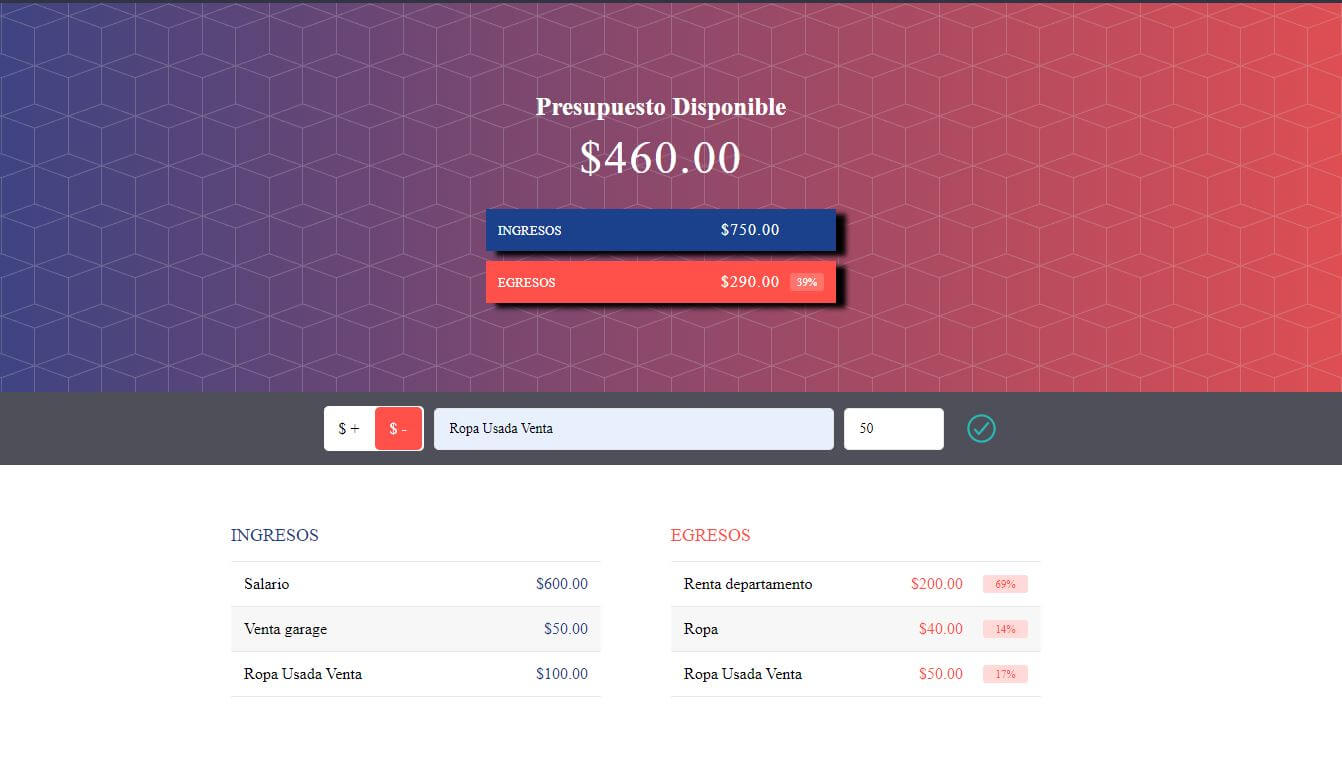 Presupuesto Disponible
$460.00
INGRESOS $750.00
EGRESOS $290.00 39%
$ + $ - Ropa Usada Venta 50
INGRESOS
Salario $600.00
Venta garage $50.00
Ropa Usada Venta $100.00
EGRESOS
Renta departamento $200.00 69%
Ropa $40.00 14%
Ropa Usada Venta $50.00 17%